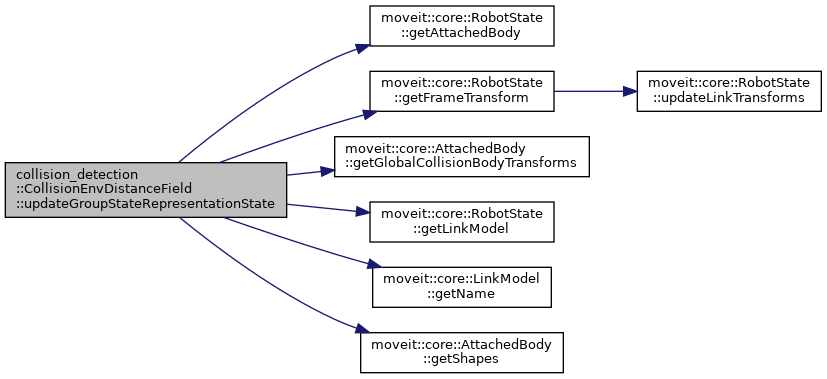 collision_detection
::CollisionEnvDistanceField
::updateGroupStateRepresentationState
moveit::core::RobotState
::getAttachedBody
moveit::core::RobotState
::getFrameTransform
moveit::core::RobotState
::updateLinkTransforms
moveit::core::AttachedBody
::getGlobalCollisionBodyTransforms
moveit::core::RobotState
::getLinkModel
moveit::core::LinkModel
::getName
moveit::core::AttachedBody
::getShapes